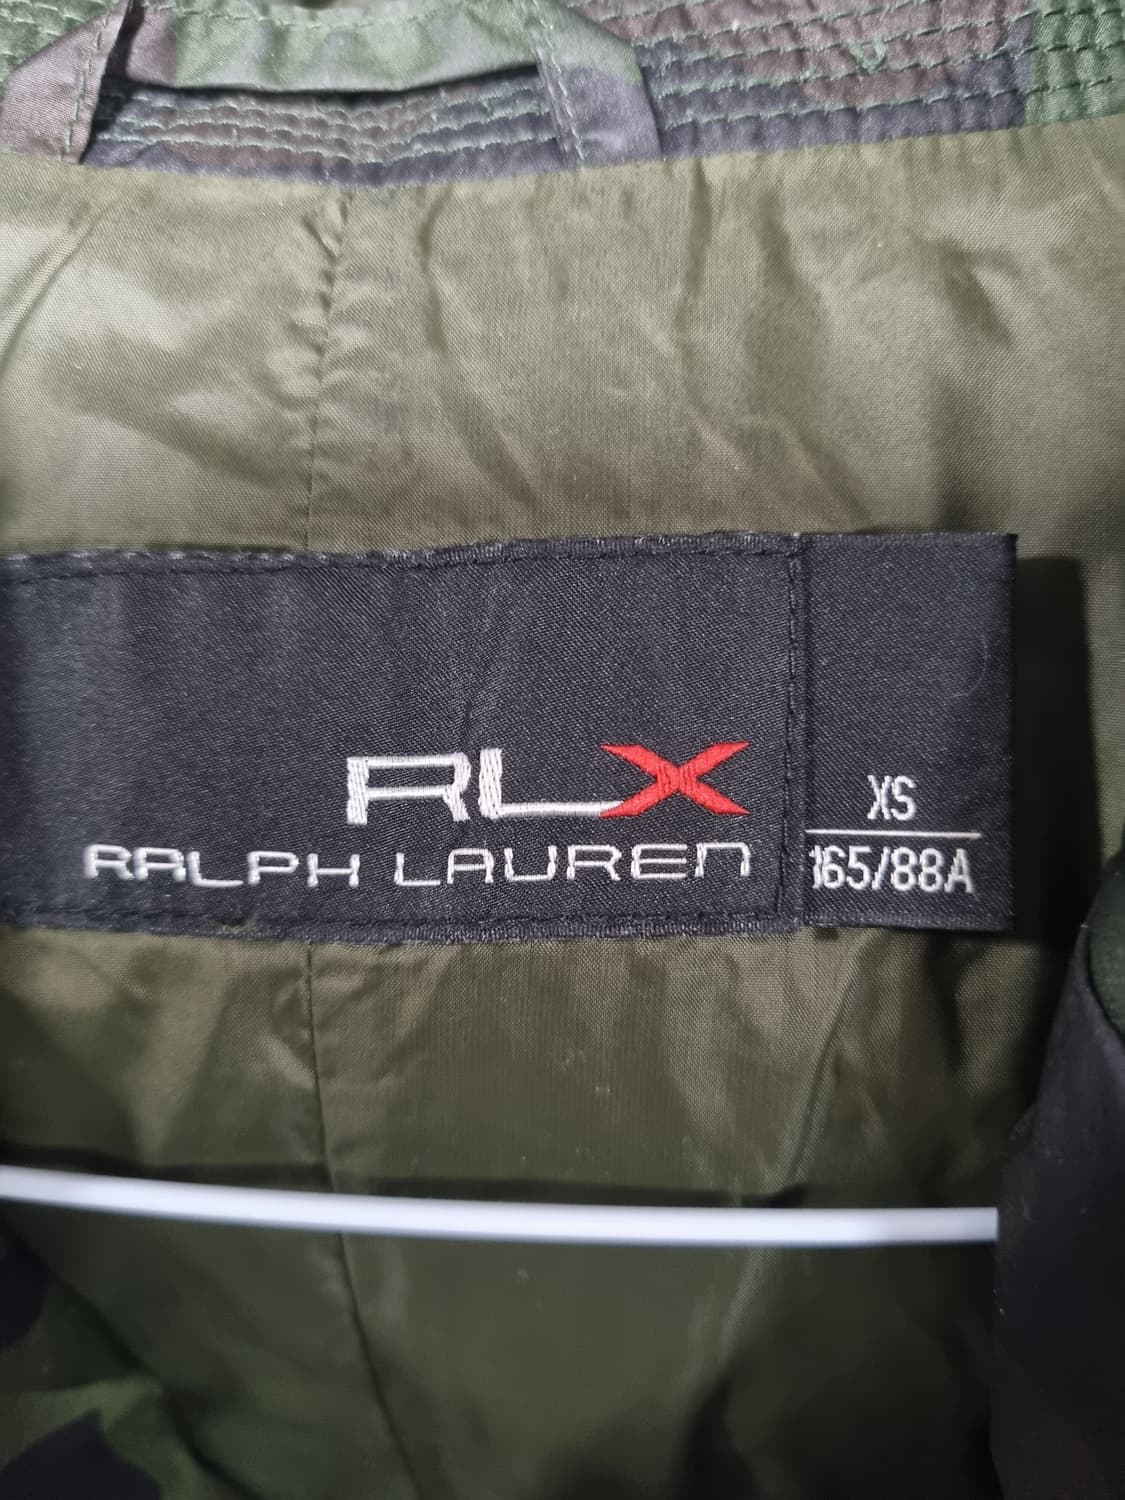 RLX
RALPH LAUREN
XS
165/88A